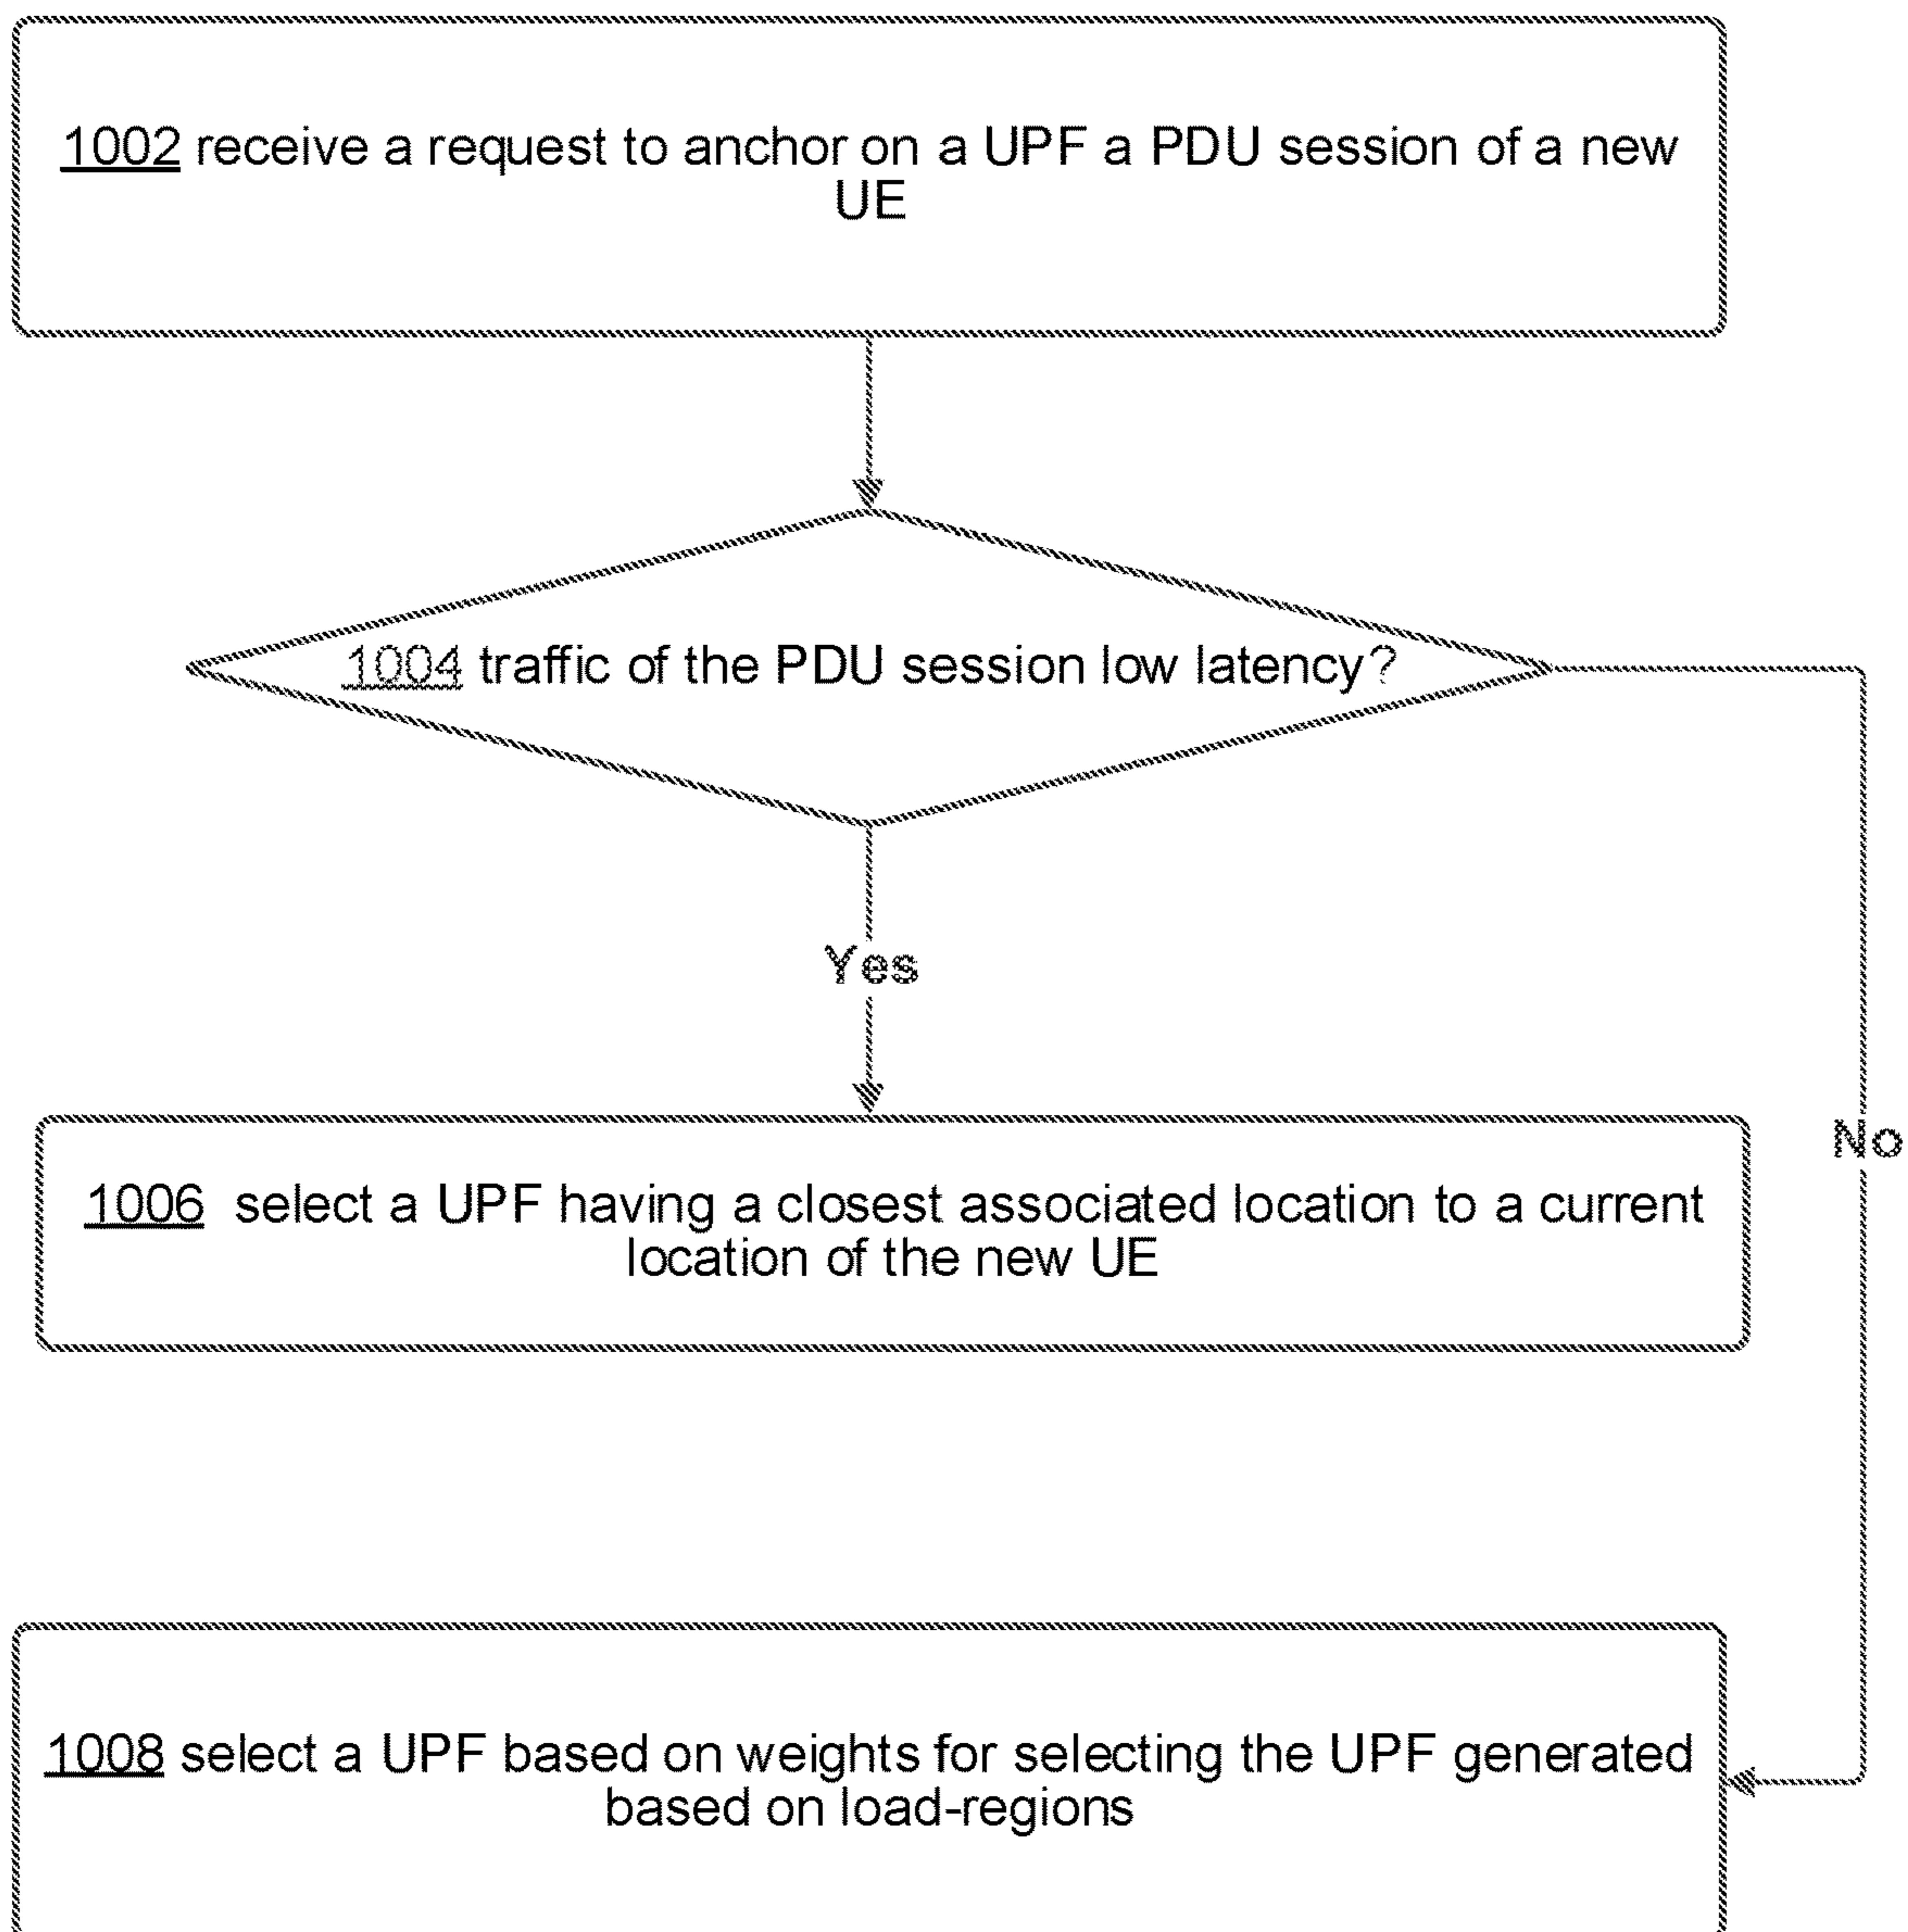 1002 receive a request to anchor on a UPF a PDU session of a new
UE
1004 traffic of the PDU session low latency?
Yes
No
1006 select a UPF having a closest associated location to a current
location of the new UE
1008 select a UPF based on weights for selecting the UPF generated
based on load-regions